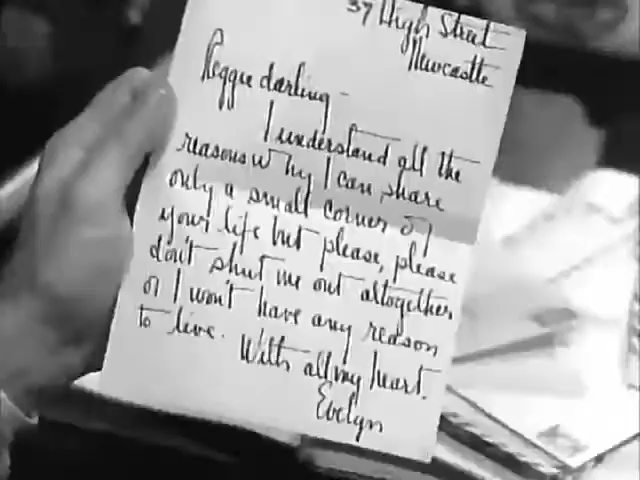 37 High Street
Newcastle
Reggie darling -
I understand all the
reasons why I can share
only a small corner of
your life but please, please
don't shut me out altogether,
or I won't have any reason
to live.
With all my heart.
Evelyn